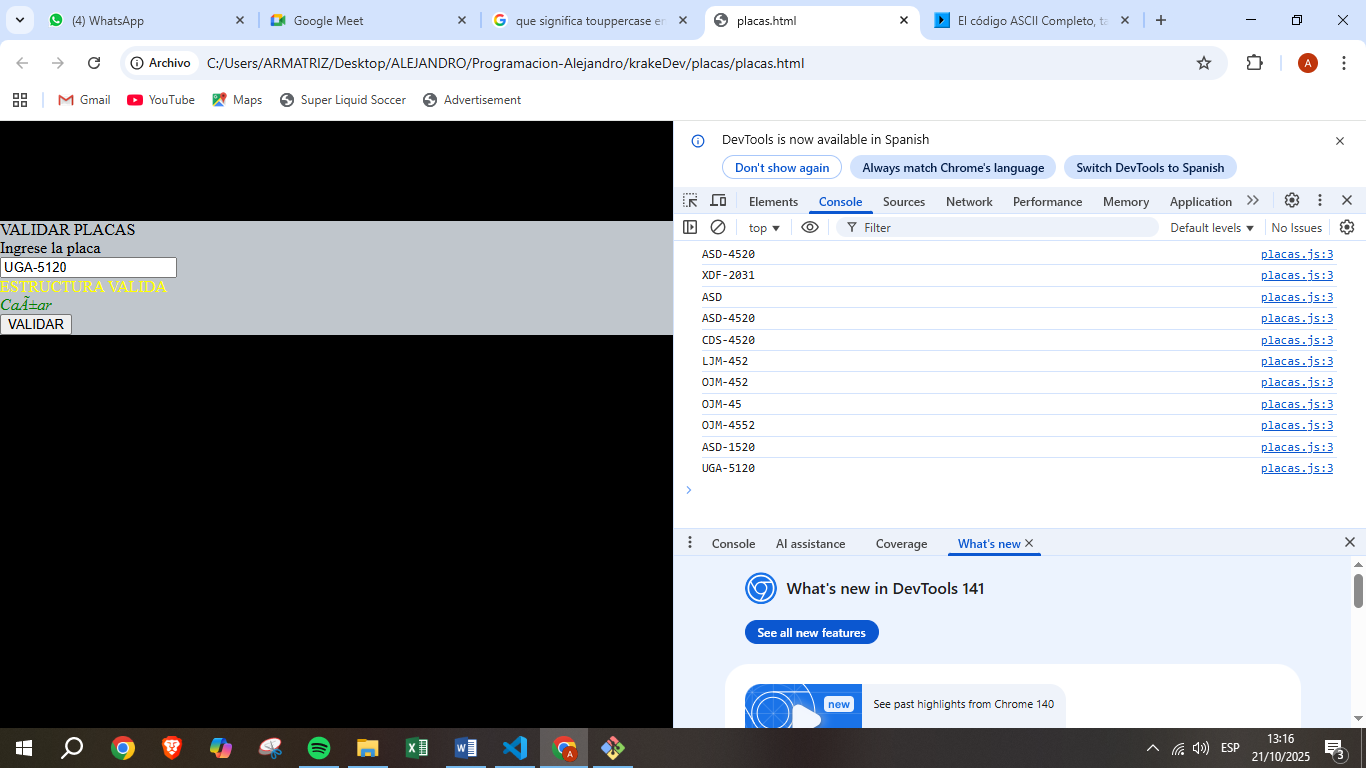 (4) WhatsApp
Google Meet
que significa touppercase en
placas.html
El código ASCII Completo, ta
Archivo
C:/Users/ARMATRIZ/Desktop/ALEJANDRO/Programacion-Alejandro/krakeDev/placas/placas.html
A
Gmail
YouTube
Maps
Super Liquid Soccer
Advertisement
VALIDAR PLACAS
Ingrese la placa
UGA-5120
ESTRUCTURA VALIDA
CaÃ±ar
VALIDAR
DevTools is now available in Spanish
Don't show again
Always match Chrome's language
Switch DevTools to Spanish
Elements
Console
Sources
Network
Performance
Memory
Application
top
Filter
Default levels
No Issues
ASD-4520 placas.js:3
XDF-2031 placas.js:3
ASD placas.js:3
ASD-4520 placas.js:3
CDS-4520 placas.js:3
LJM-452 placas.js:3
OJM-452 placas.js:3
OJM-45 placas.js:3
OJM-4552 placas.js:3
ASD-1520 placas.js:3
UGA-5120 placas.js:3
Console
AI assistance
Coverage
What's new
What's new in DevTools 141
See all new features
new
See past highlights from Chrome 140
ESP
13:16
21/10/2025
3